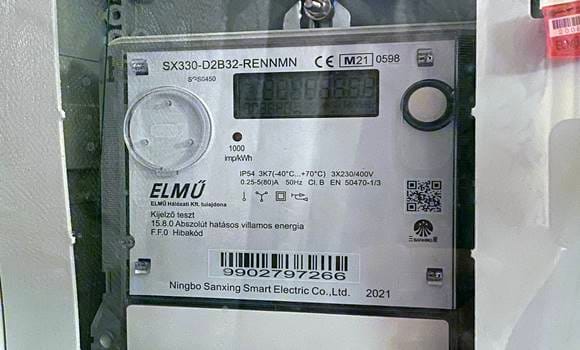 SX330-D2B32-RENNMN
CE M21 0598
1000
imp/kWh
IP54 3K7(-40°C...+70°C) 3X230/400V
0.25-5(80)A 50Hz Cl. B EN 50470-1/3
ELMŰ
ELMŰ Hálózati Kft. tulajdona
Kijelző teszt
15.8.0 Abszolút hatásos villamos energia
F.F.0 Hibakód
9902797266
Ningbo Sanxing Smart Electric Co.,Ltd. 2021